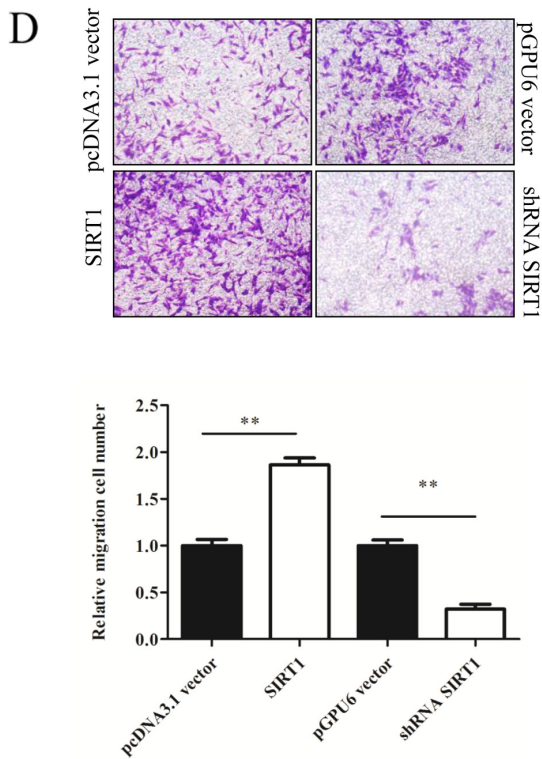 D
pcDNA3.1 vector
pGPU6 vector
SIRT1
shRNA SIRT1
Relative migration cell number
2.5
2.0
1.5
1.0
0.5
0.0
**
**
pcDNA3.1 vector
SIRT1
pGPU6 vector
shRNA SIRT1